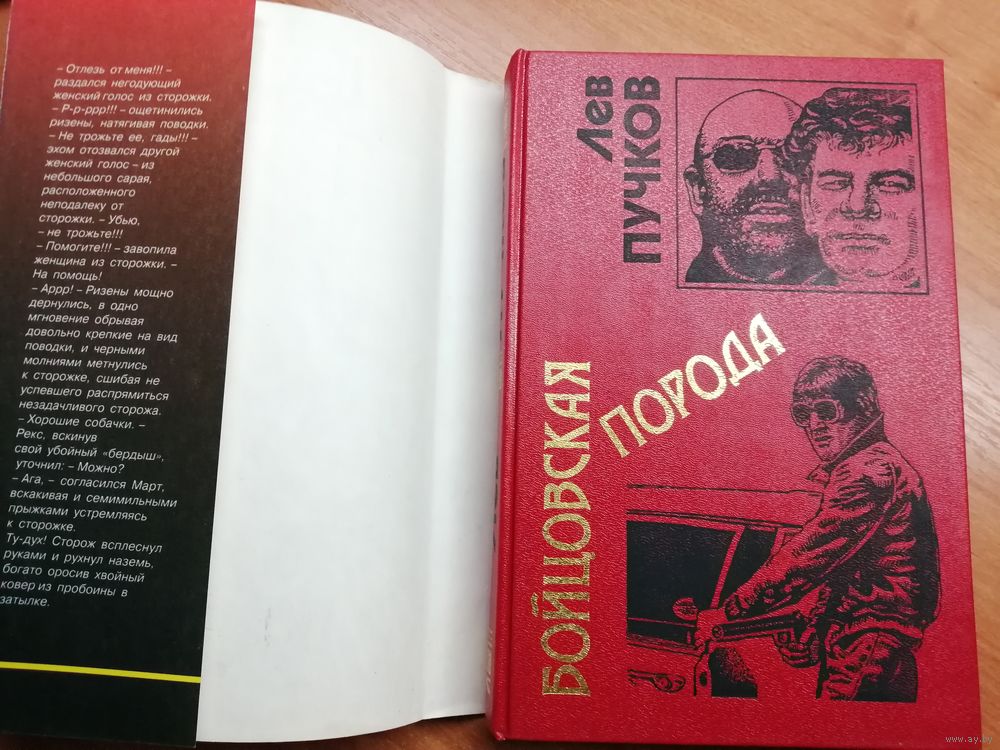 – Отлезь от меня!!! –
раздался негодующий
женский голос из сторожки.
– Р-р-ррр!!! – ощетинились
ризены, натягивая поводки.
– Не трожьте ее, гады!!! –
эхом отозвался другой
женский голос – из
небольшого сарая,
расположенного
неподалеку от
сторожки. – Убью,
– не трожьте!!!
– Помогите!!! – завопила
женщина из сторожки. –
На помощь!
– Аррр! – Ризены мощно
дернулись, в одно
мгновение обрывая
довольно крепкие на вид
поводки, и черными
молниями метнулись
к сторожке, сшибая не
успевшего распрямиться
незадачливого сторожа.
– Хорошие собачки. –
Рекс, вскинув
свой убойный «бердыш»,
уточнил: – Можно?
– Ага, – согласился Март,
вскакивая и семимильными
прыжками устремляясь
к сторожке.
Ту-дух! Сторож всплеснул
руками и рухнул наземь,
богато оросив хвойный
ковер из пробоины в
затылке.
Лев
ПУЧКОВ
БОЙЦОВСКАЯ
ПОРОДА
www.ay.by